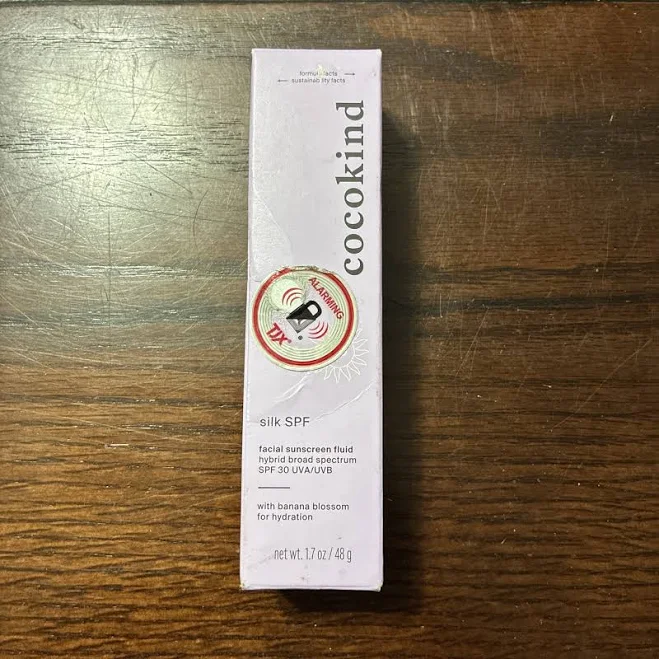 formula facts →
← sustainability facts
cocokind
ALARMING
TJX
silk SPF
facial sunscreen fluid
hybrid broad spectrum
SPF 30 UVA/UVB
with banana blossom
for hydration
net wt. 1.7 oz / 48 g